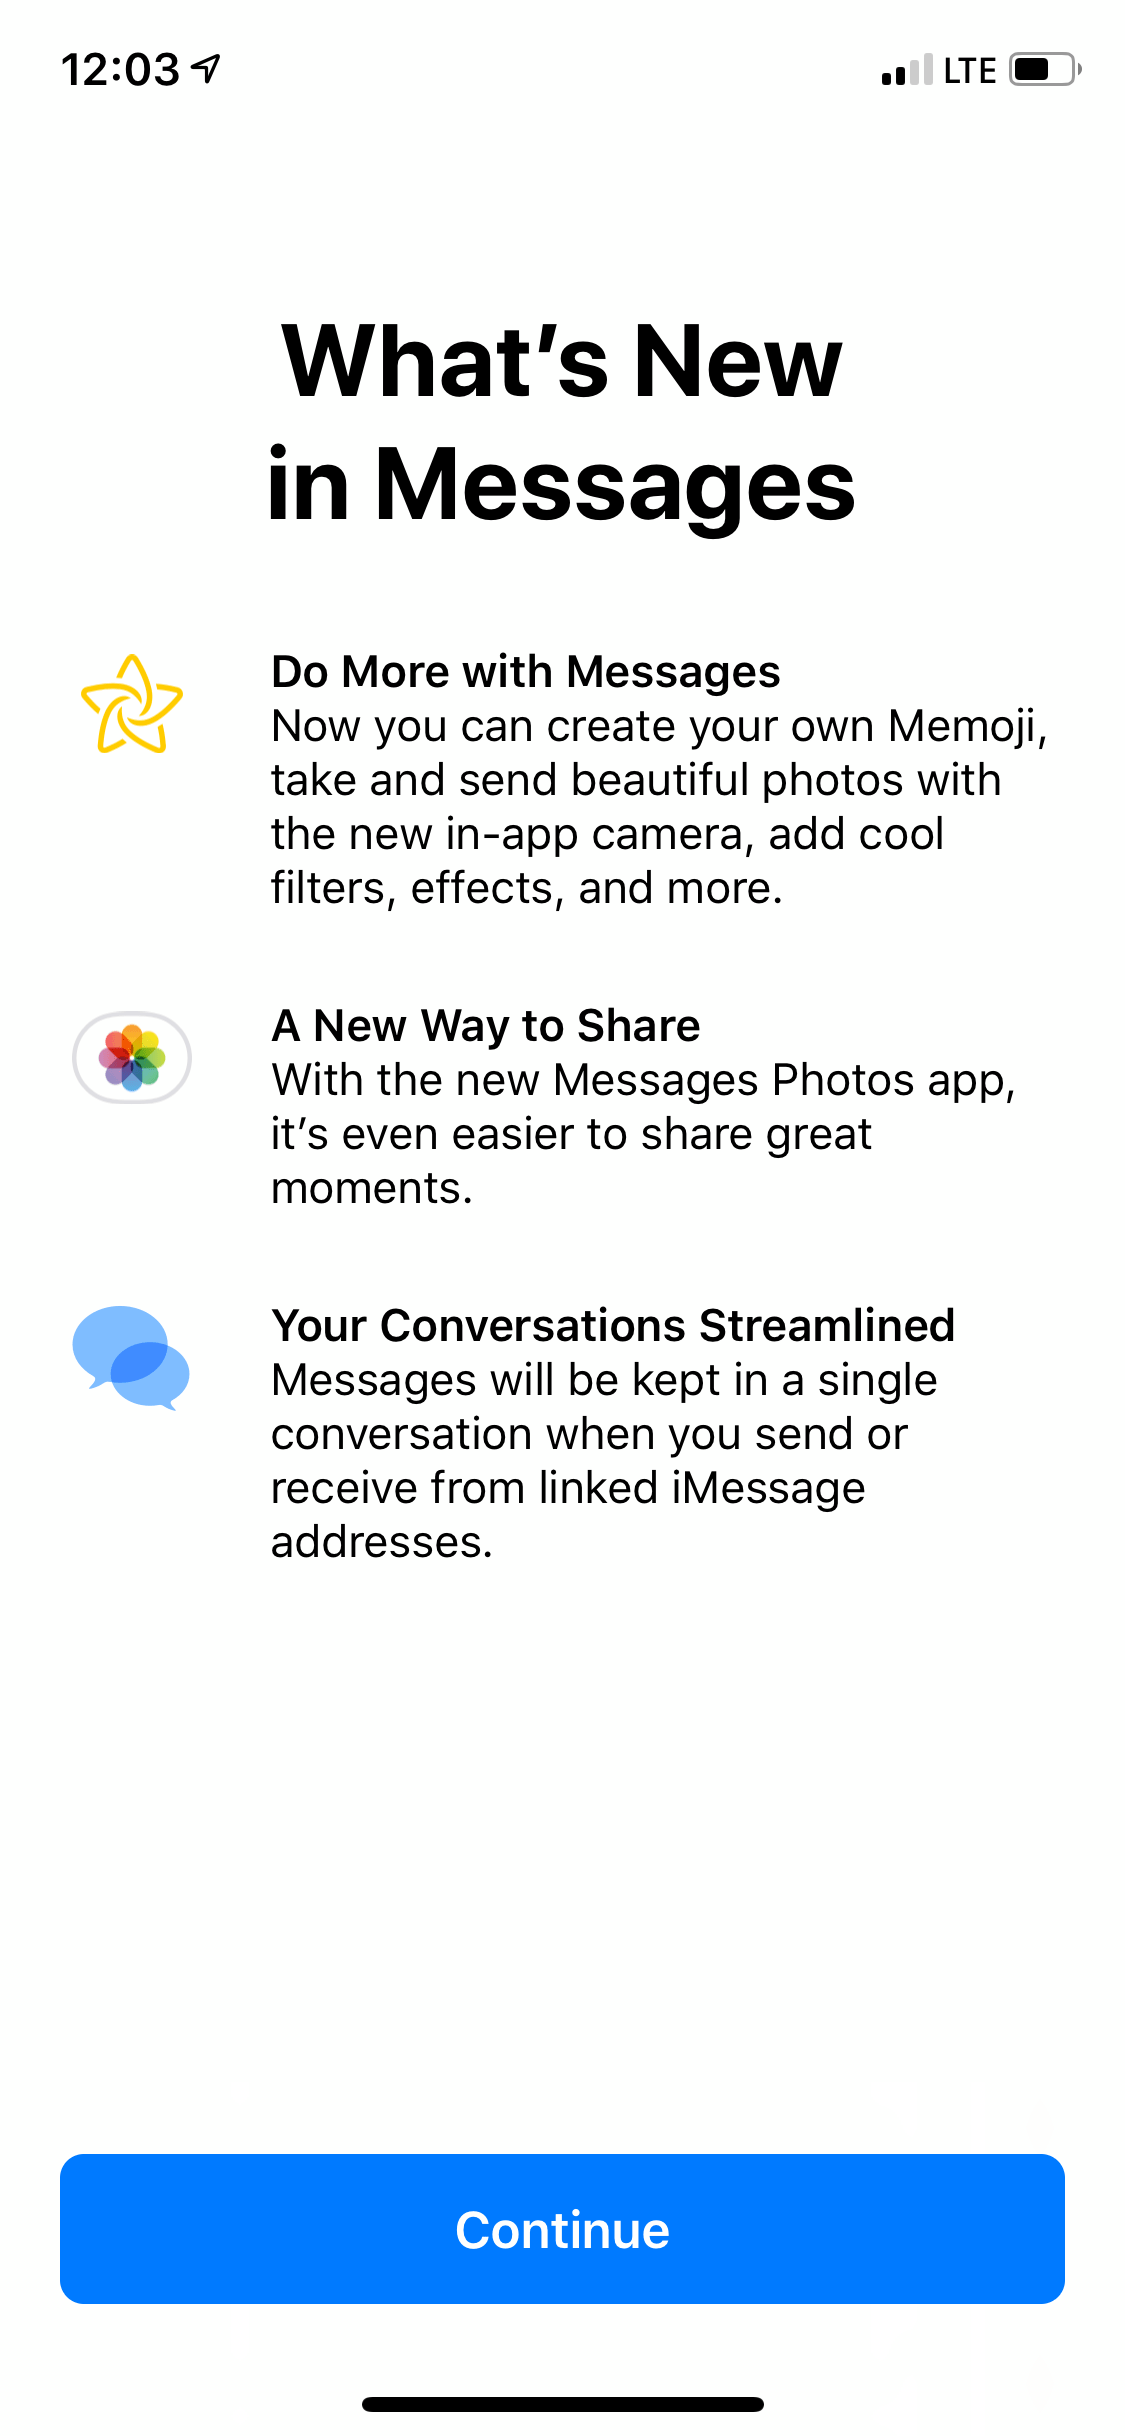 12:03 LTE
What’s New
in Messages
Do More with Messages
Now you can create your own Memoji,
take and send beautiful photos with
the new in-app camera, add cool
filters, effects, and more.
A New Way to Share
With the new Messages Photos app,
it’s even easier to share great
moments.
Your Conversations Streamlined
Messages will be kept in a single
conversation when you send or
receive from linked iMessage
addresses.
Continue